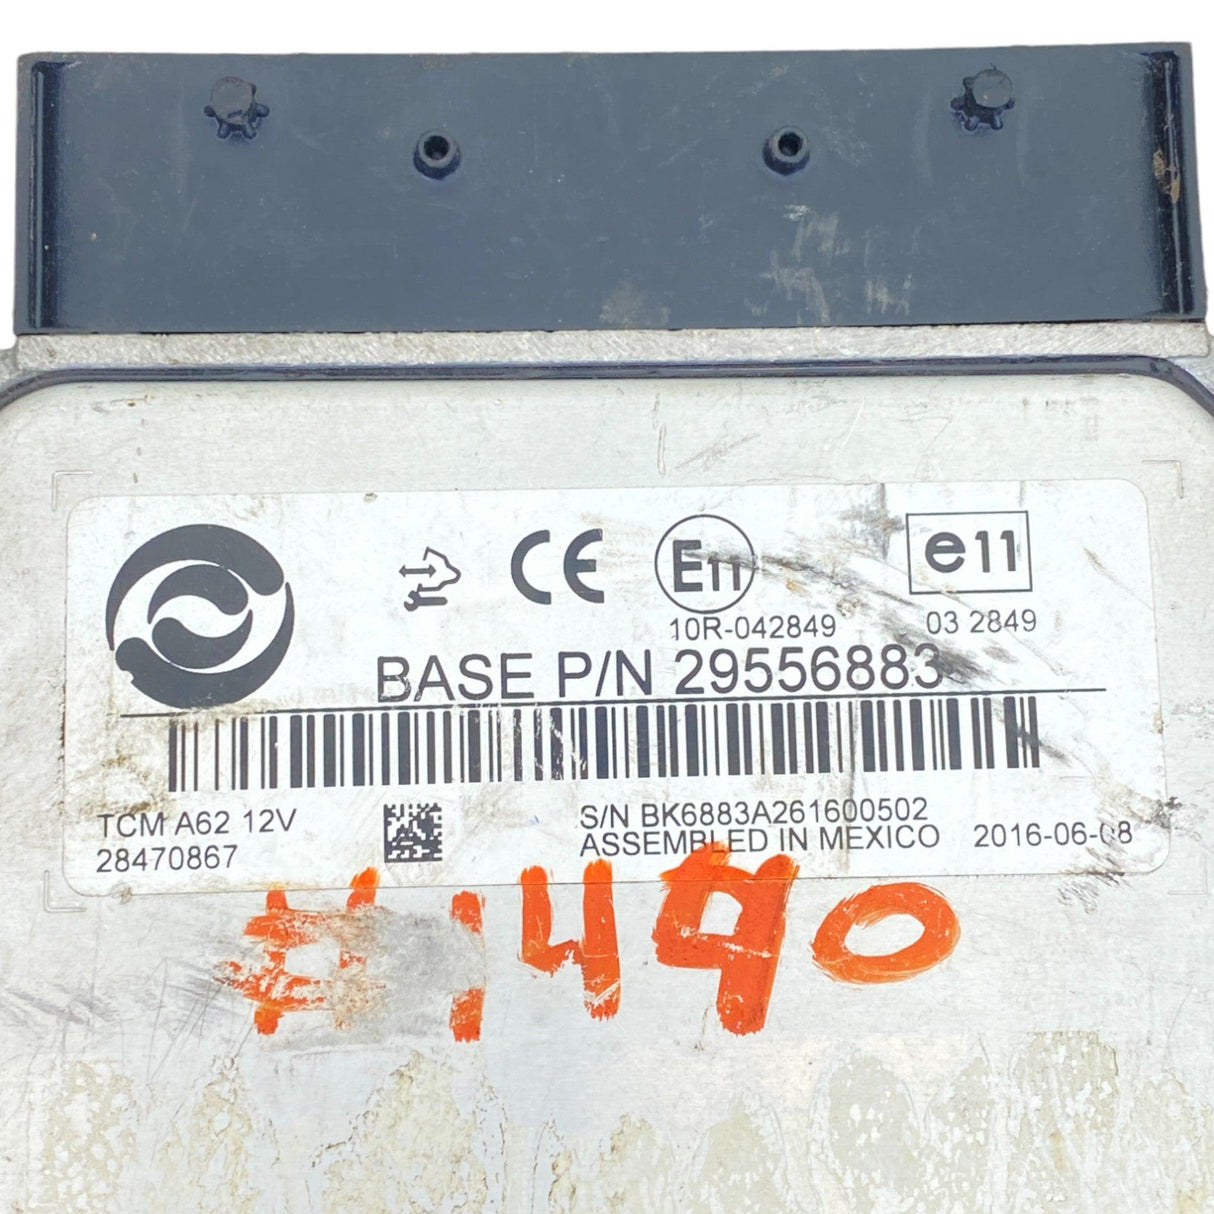 CE E11 e11
10R-042849 03 2849
BASE P/N 29556883
TCM A62 12V S/N BK6883A261600502
28470867 ASSEMBLED IN MEXICO 2016-06-08
#1490